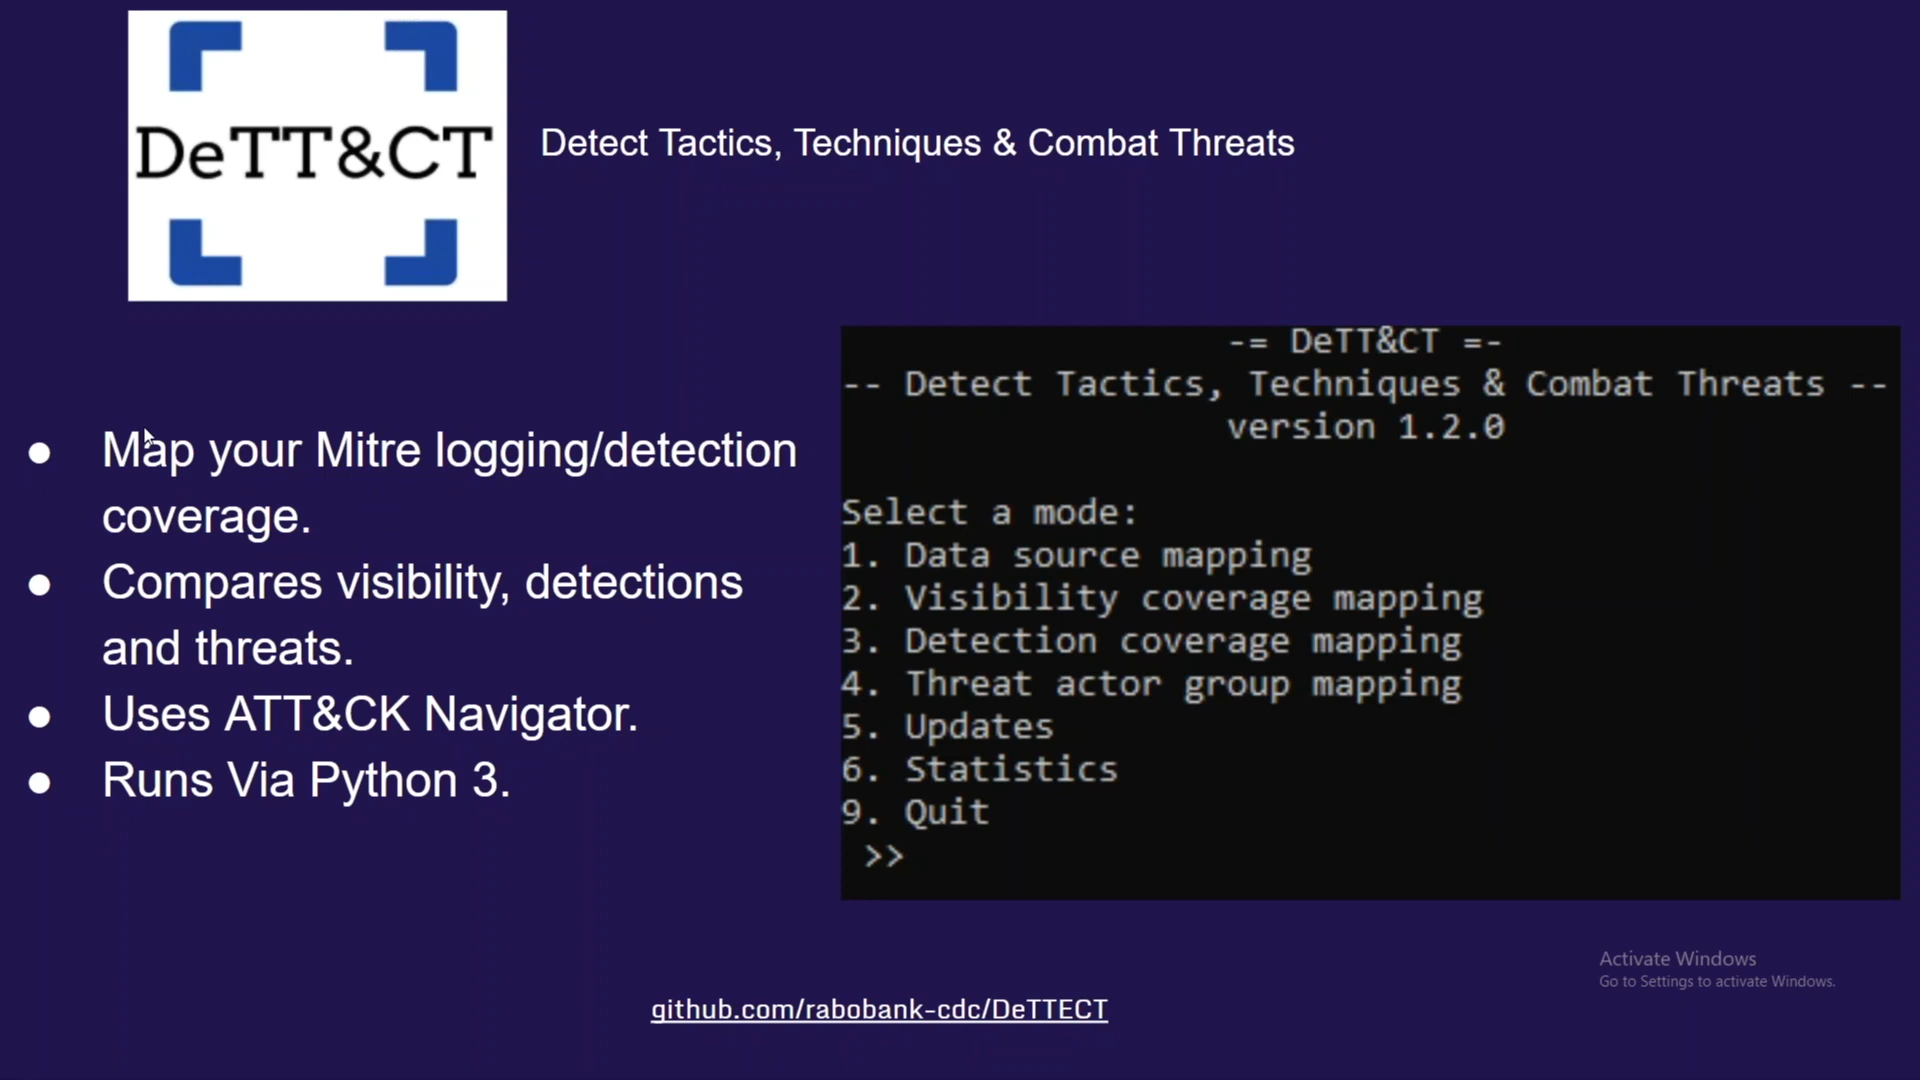 DeTT&CT
Detect Tactics, Techniques & Combat Threats
● Map your Mitre logging/detection
coverage.
● Compares visibility, detections
and threats.
● Uses ATT&CK Navigator.
● Runs Via Python 3.
-= DeTT&CT =-
-- Detect Tactics, Techniques & Combat Threats --
version 1.2.0
Select a mode:
1. Data source mapping
2. Visibility coverage mapping
3. Detection coverage mapping
4. Threat actor group mapping
5. Updates
6. Statistics
9. Quit
>>
Activate Windows
Go to Settings to activate Windows.
github.com/rabobank-cdc/DeTTECT